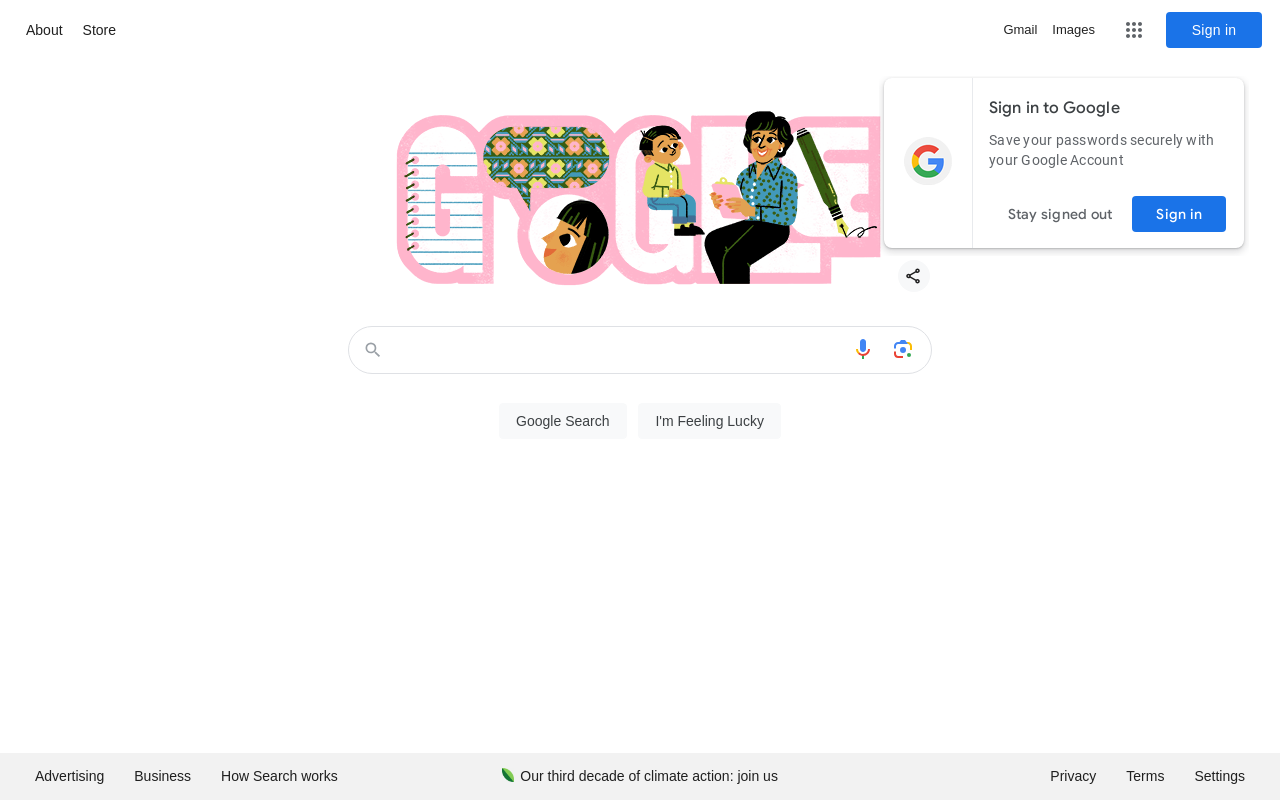 About
Store
Gmail
Images
Sign in
Sign in to Google
Save your passwords securely with
your Google Account
Stay signed out
Sign in
Google Search
I'm Feeling Lucky
Advertising
Business
How Search works
Our third decade of climate action: join us
Privacy
Terms
Settings